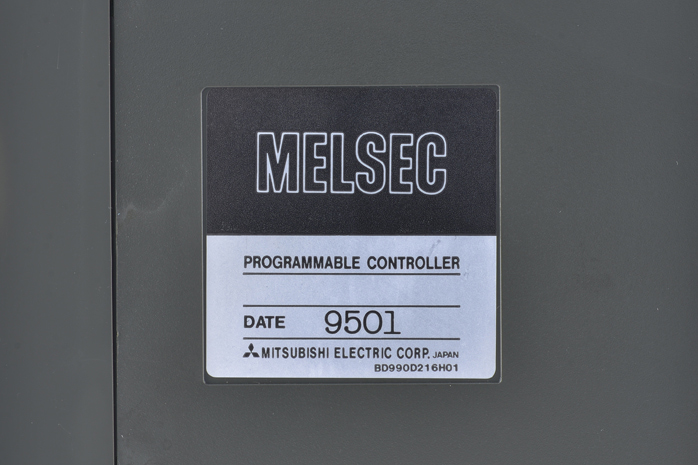 MELSEC
PROGRAMMABLE CONTROLLER
DATE 9501
MITSUBISHI ELECTRIC CORP. JAPAN
BD990D216H01